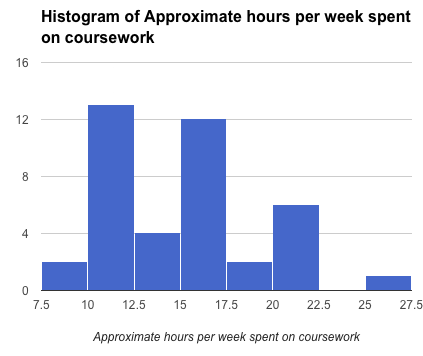 Histogram of Approximate hours per week spent
on coursework
16
12
8
4
0
7.5 10 12.5 15 17.5 20 22.5 25 27.5
Approximate hours per week spent on coursework